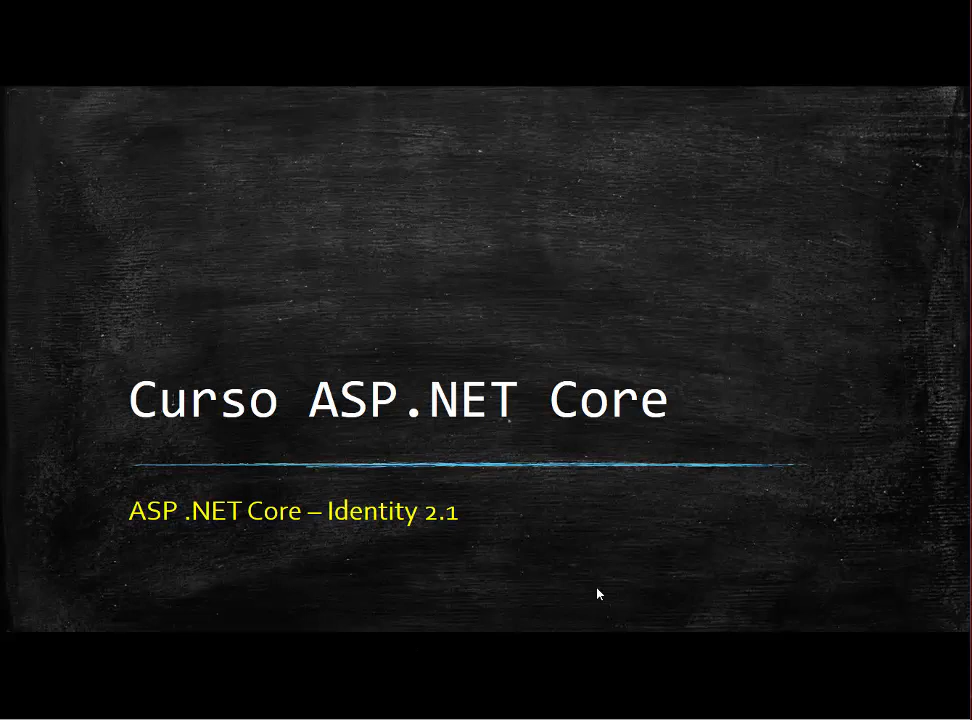 Curso ASP.NET Core
ASP .NET Core – Identity 2.1